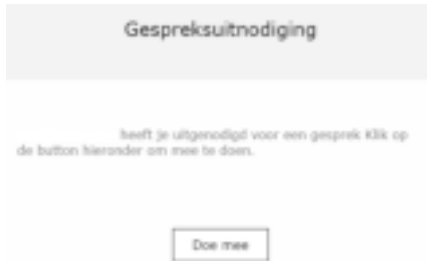 Gespreksuitnodiging
heeft je uitgenodigd voor een gesprek Klik op
de button hieronder om mee te doen.
Doe mee